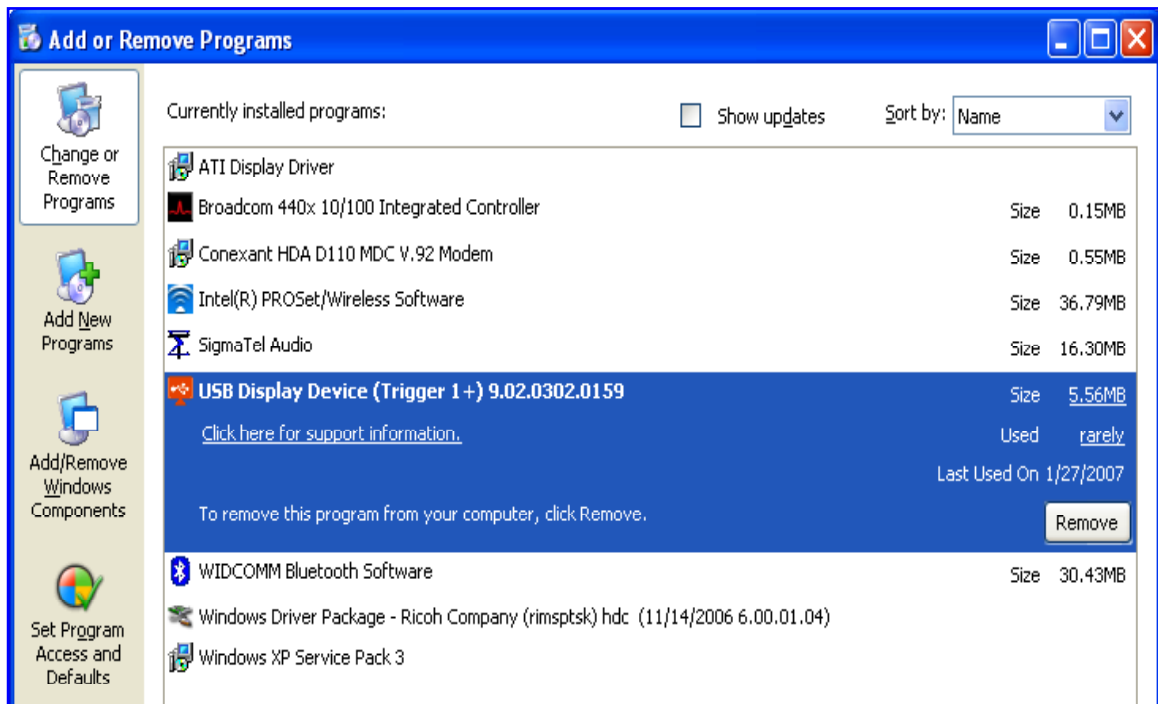 Add or Remove Programs
Change or
Remove
Programs
Add New
Programs
Add/Remove
Windows
Components
Set Program
Access and
Defaults
Currently installed programs:
Show updates
Sort by: Name
ATI Display Driver
Broadcom 440x 10/100 Integrated Controller Size 0.15MB
Conexant HDA D110 MDC V.92 Modem Size 0.55MB
Intel(R) PROSet/Wireless Software Size 36.79MB
SigmaTel Audio Size 16.30MB
USB Display Device (Trigger 1+) 9.02.0302.0159 Size 5.56MB
Click here for support information. Used rarely
Last Used On 1/27/2007
To remove this program from your computer, click Remove. Remove
WIDCOMM Bluetooth Software Size 30.43MB
Windows Driver Package - Ricoh Company (rimsptsk) hdc (11/14/2006 6.00.01.04)
Windows XP Service Pack 3